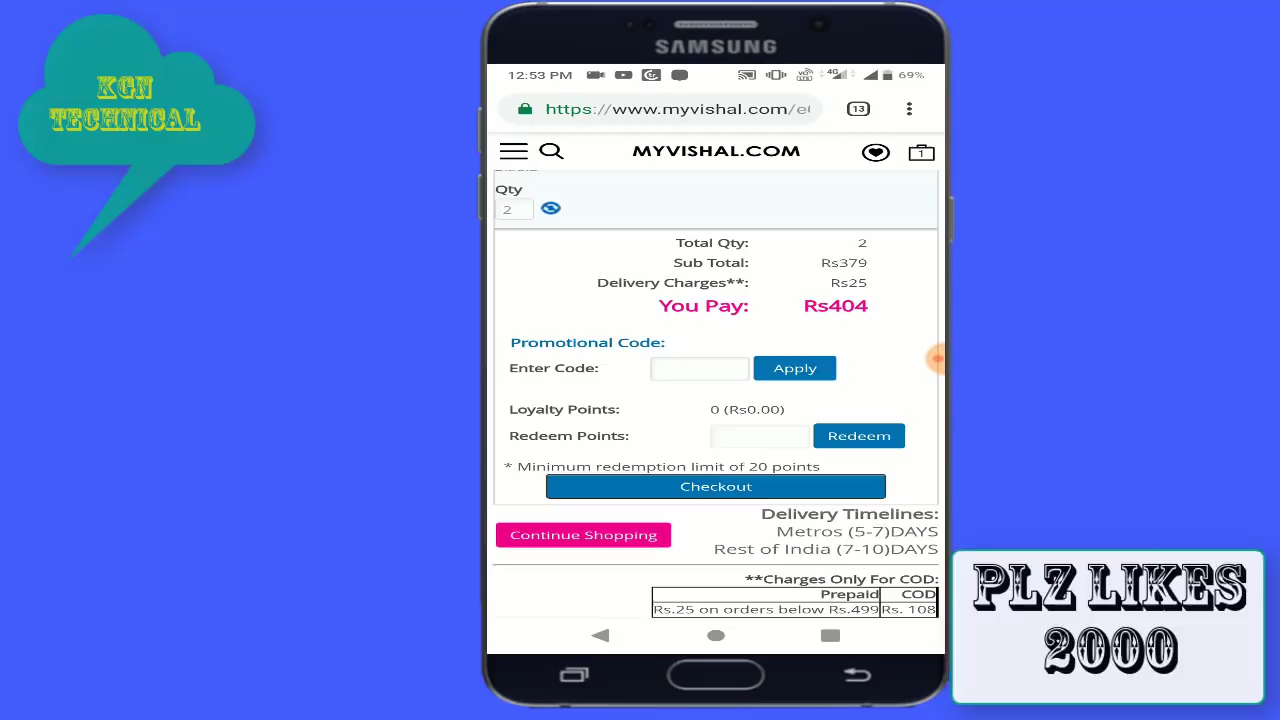 KGN
TECHNICAL
SAMSUNG
12:53 PM
4G
69%
https://www.myvishal.com/e
13
MYVISHAL.COM
1
Qty
2
Total Qty: 2
Sub Total: Rs379
Delivery Charges**: Rs25
You Pay: Rs404
Promotional Code:
Enter Code: Apply
Loyalty Points: 0 (Rs0.00)
Redeem Points: Redeem
* Minimum redemption limit of 20 points
Checkout
Delivery Timelines:
Continue Shopping
Metros (5-7)DAYS
Rest of India (7-10)DAYS
**Charges Only For COD:
Prepaid COD
Rs.25 on orders below Rs.499 Rs. 108
PLZ LIKES
2000